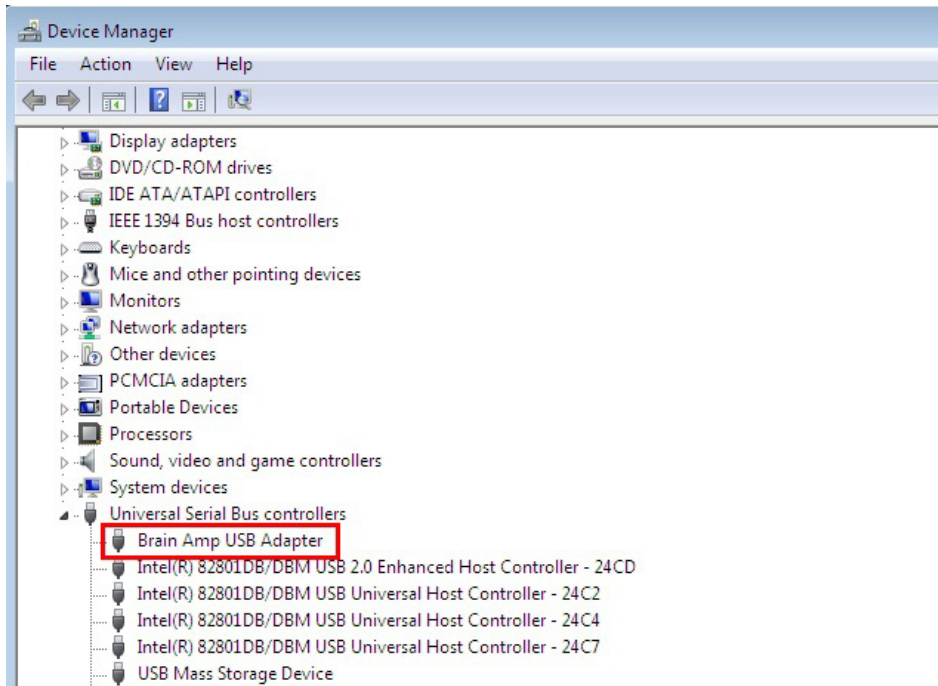 Device Manager
File Action View Help
Display adapters
DVD/CD-ROM drives
IDE ATA/ATAPI controllers
IEEE 1394 Bus host controllers
Keyboards
Mice and other pointing devices
Monitors
Network adapters
Other devices
PCMCIA adapters
Portable Devices
Processors
Sound, video and game controllers
System devices
Universal Serial Bus controllers
Brain Amp USB Adapter
Intel(R) 82801DB/DBM USB 2.0 Enhanced Host Controller - 24CD
Intel(R) 82801DB/DBM USB Universal Host Controller - 24C2
Intel(R) 82801DB/DBM USB Universal Host Controller - 24C4
Intel(R) 82801DB/DBM USB Universal Host Controller - 24C7
USB Mass Storage Device